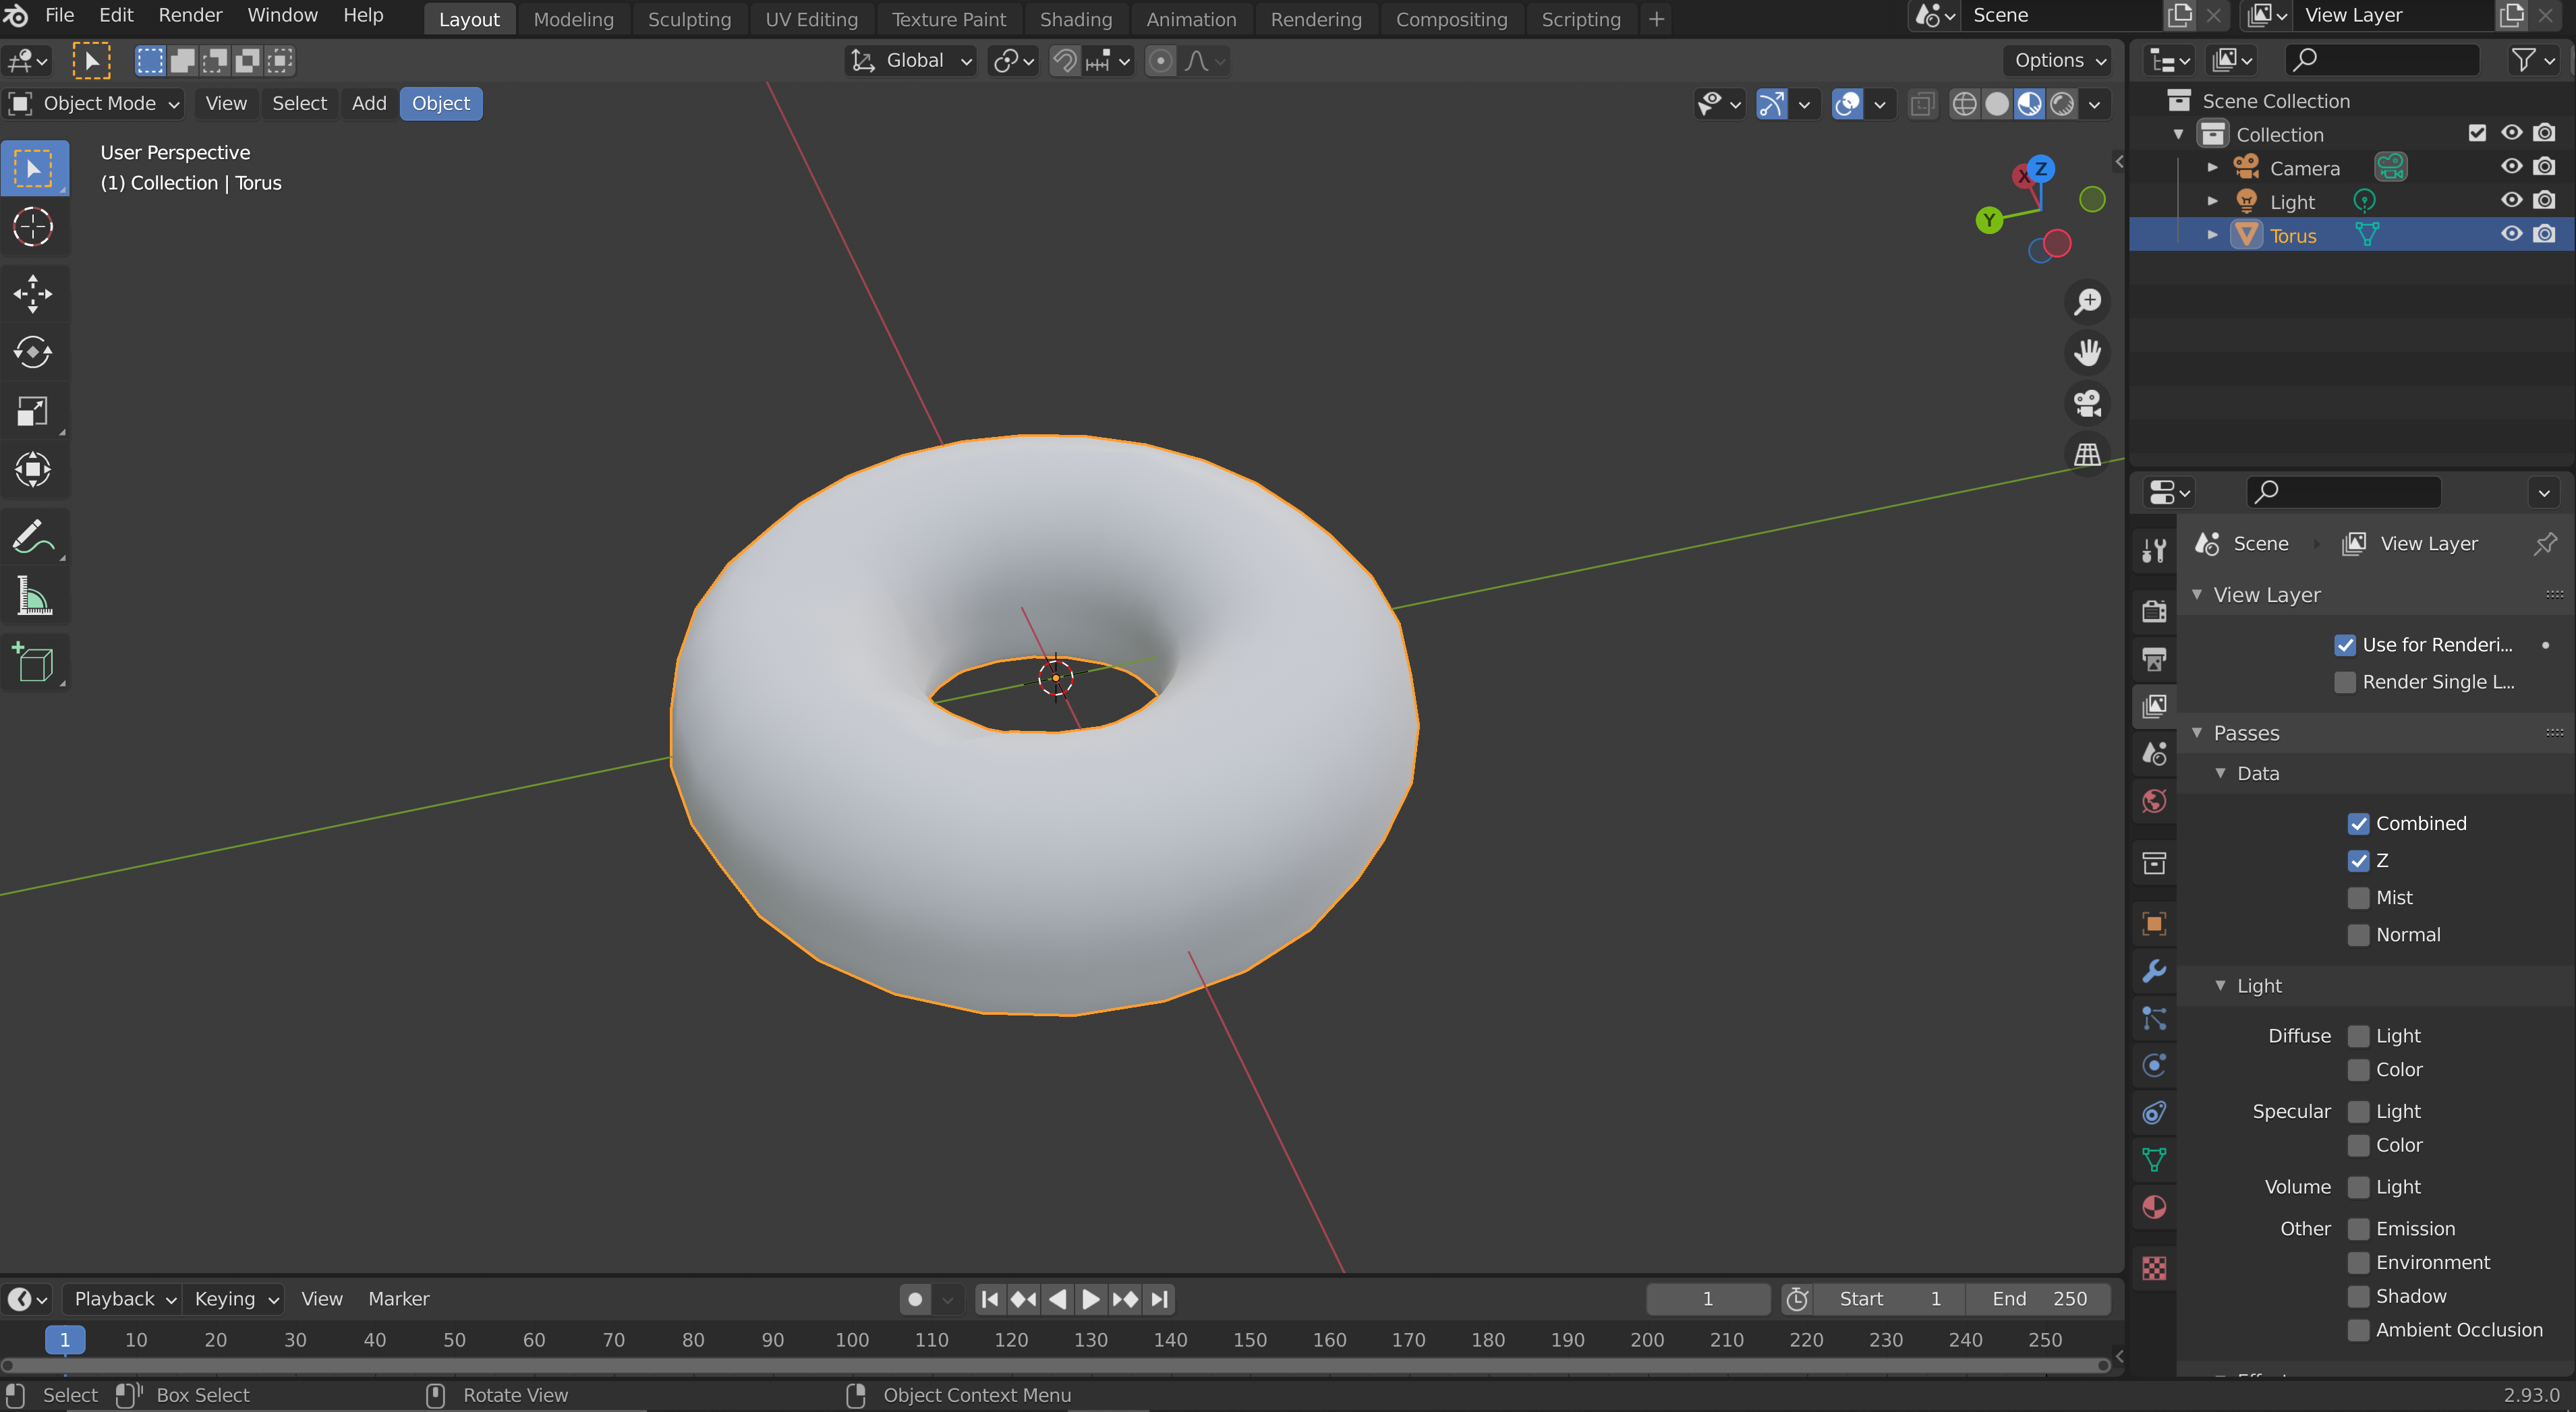 File Edit Render Window Help Layout Modeling Sculpting UV Editing Texture Paint Shading Animation Rendering Compositing Scripting + Scene View Layer
Global Options
Object Mode View Select Add Object
User Perspective
(1) Collection | Torus
X Z
Y
Scene Collection
Collection
Camera
Light
Torus
Scene View Layer
View Layer
Use for Renderi...
Render Single L...
Passes
Data
Combined
Z
Mist
Normal
Light
Diffuse Light
Color
Specular Light
Color
Volume Light
Other Emission
Environment
Shadow
Ambient Occlusion
Playback Keying View Marker 1 Start 1 End 250
1 10 20 30 40 50 60 70 80 90 100 110 120 130 140 150 160 170 180 190 200 210 220 230 240 250
Select Box Select Rotate View Object Context Menu 2.93.0